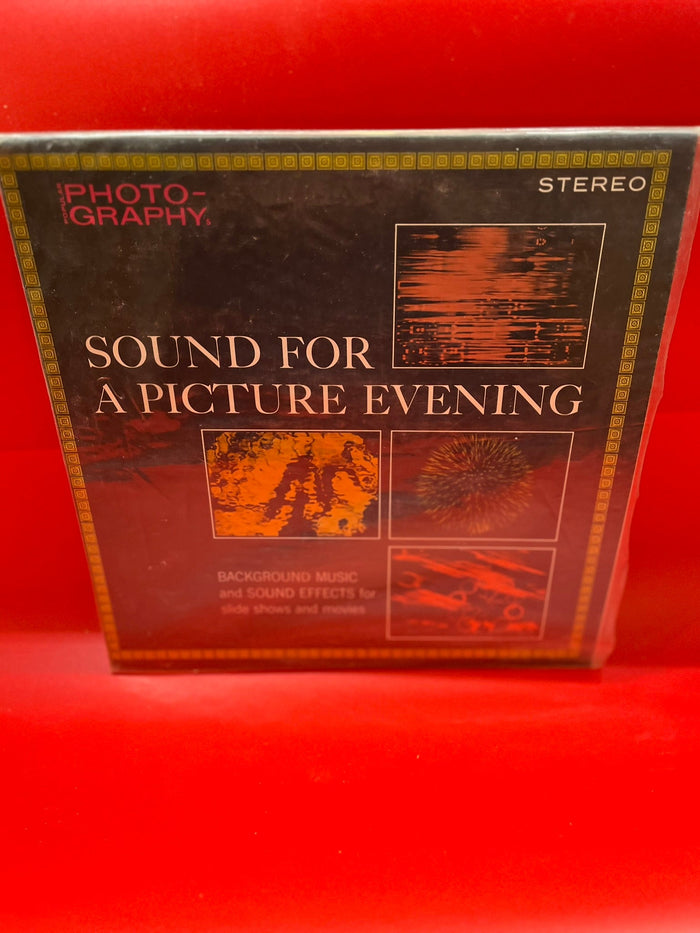 POPULAR
PHOTO-
GRAPHY's
STEREO
SOUND FOR
A PICTURE EVENING
BACKGROUND MUSIC
and SOUND EFFECTS for
slide shows and movies